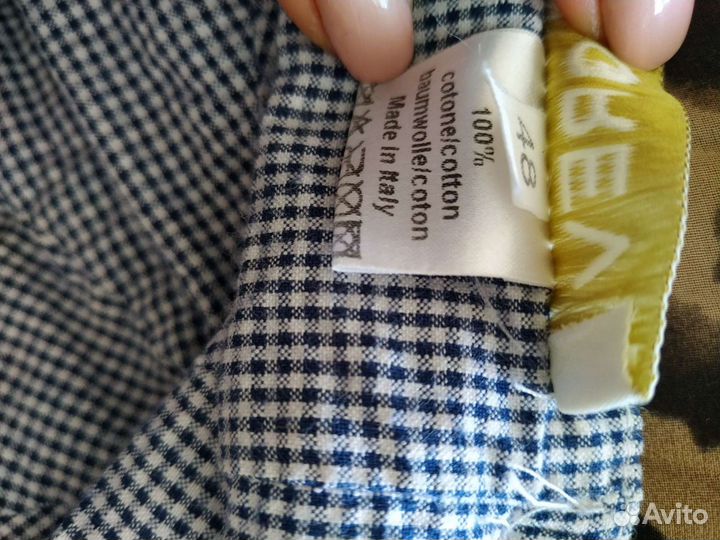 48
100%
cotone/cotton
baumwolle/coton
Made in Italy
Avito